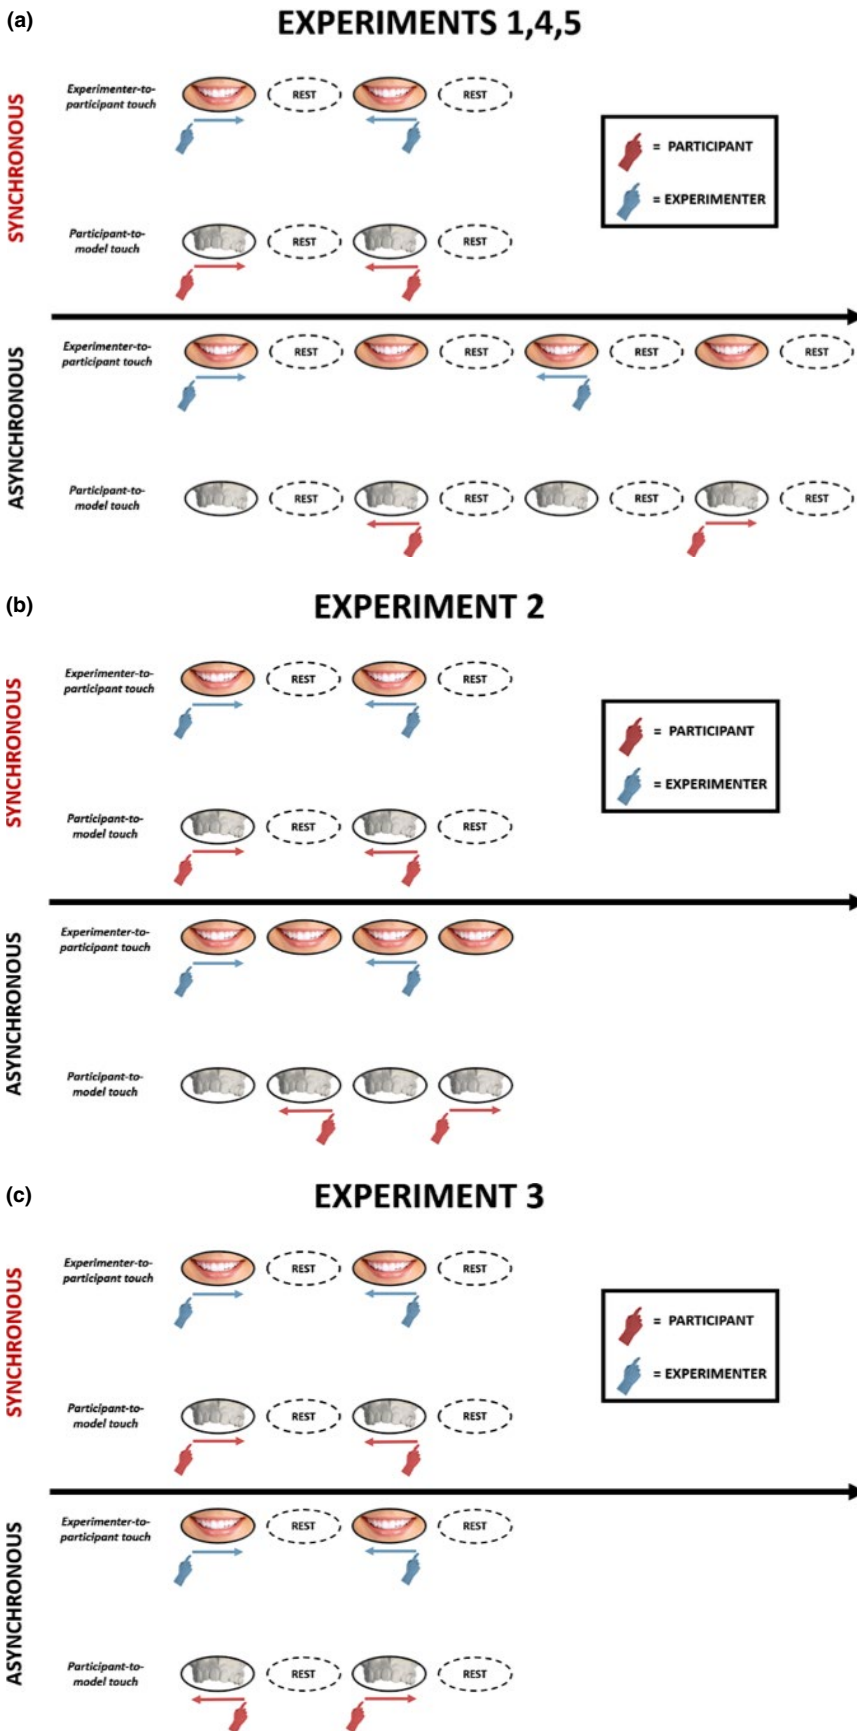 (a)
EXPERIMENTS 1,4,5
SYNCHRONOUS
Experimenter-to-
participant touch
REST
REST
= PARTICIPANT
= EXPERIMENTER
Participant-to-
model touch
REST
REST
ASYNCHRONOUS
Experimenter-to-
participant touch
REST
REST
REST
REST
Participant-to-
model touch
REST
REST
REST
REST
(b)
EXPERIMENT 2
SYNCHRONOUS
Experimenter-to-
participant touch
REST
REST
= PARTICIPANT
= EXPERIMENTER
Participant-to-
model touch
REST
REST
ASYNCHRONOUS
Experimenter-to-
participant touch
Participant-to-
model touch
(c)
EXPERIMENT 3
SYNCHRONOUS
Experimenter-to-
participant touch
REST
REST
= PARTICIPANT
= EXPERIMENTER
Participant-to-
model touch
REST
REST
ASYNCHRONOUS
Experimenter-to-
participant touch
REST
REST
Participant-to-
model touch
REST
REST